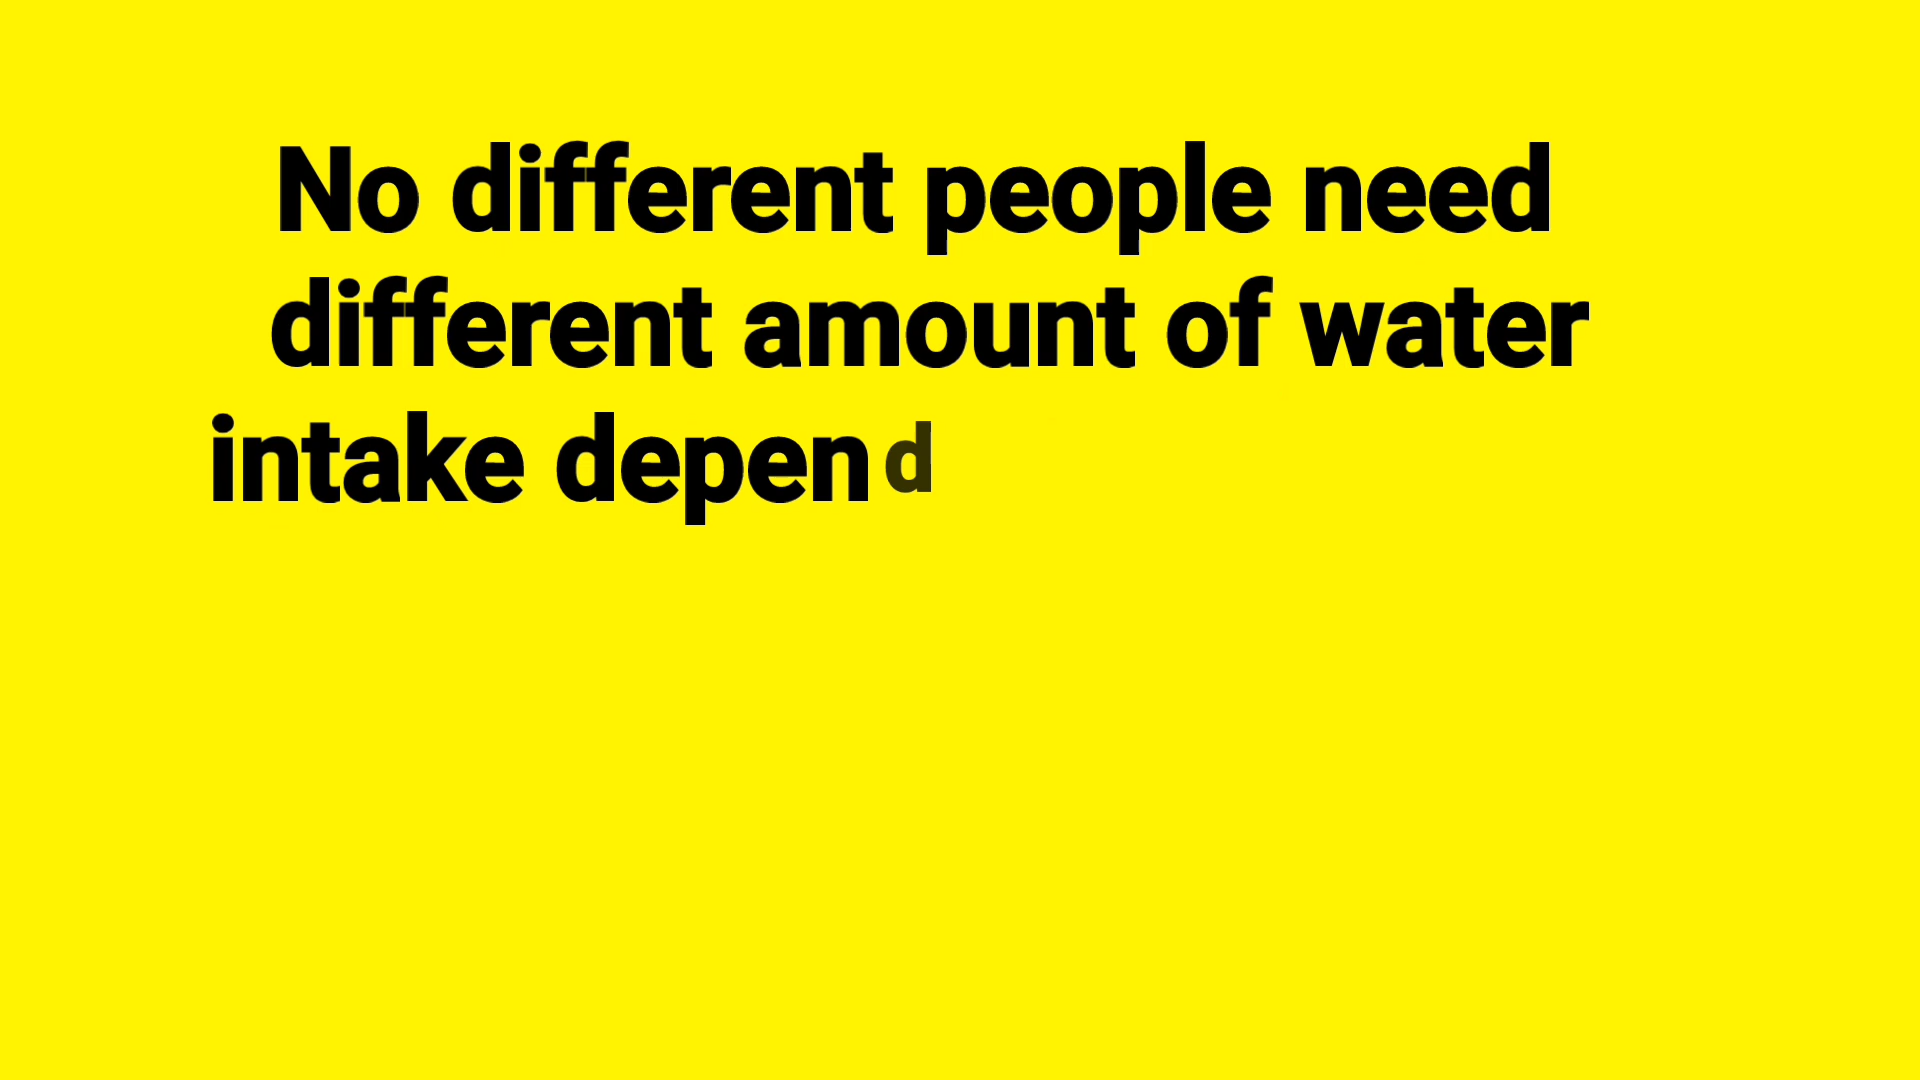 No different people need
different amount of water
intake depend